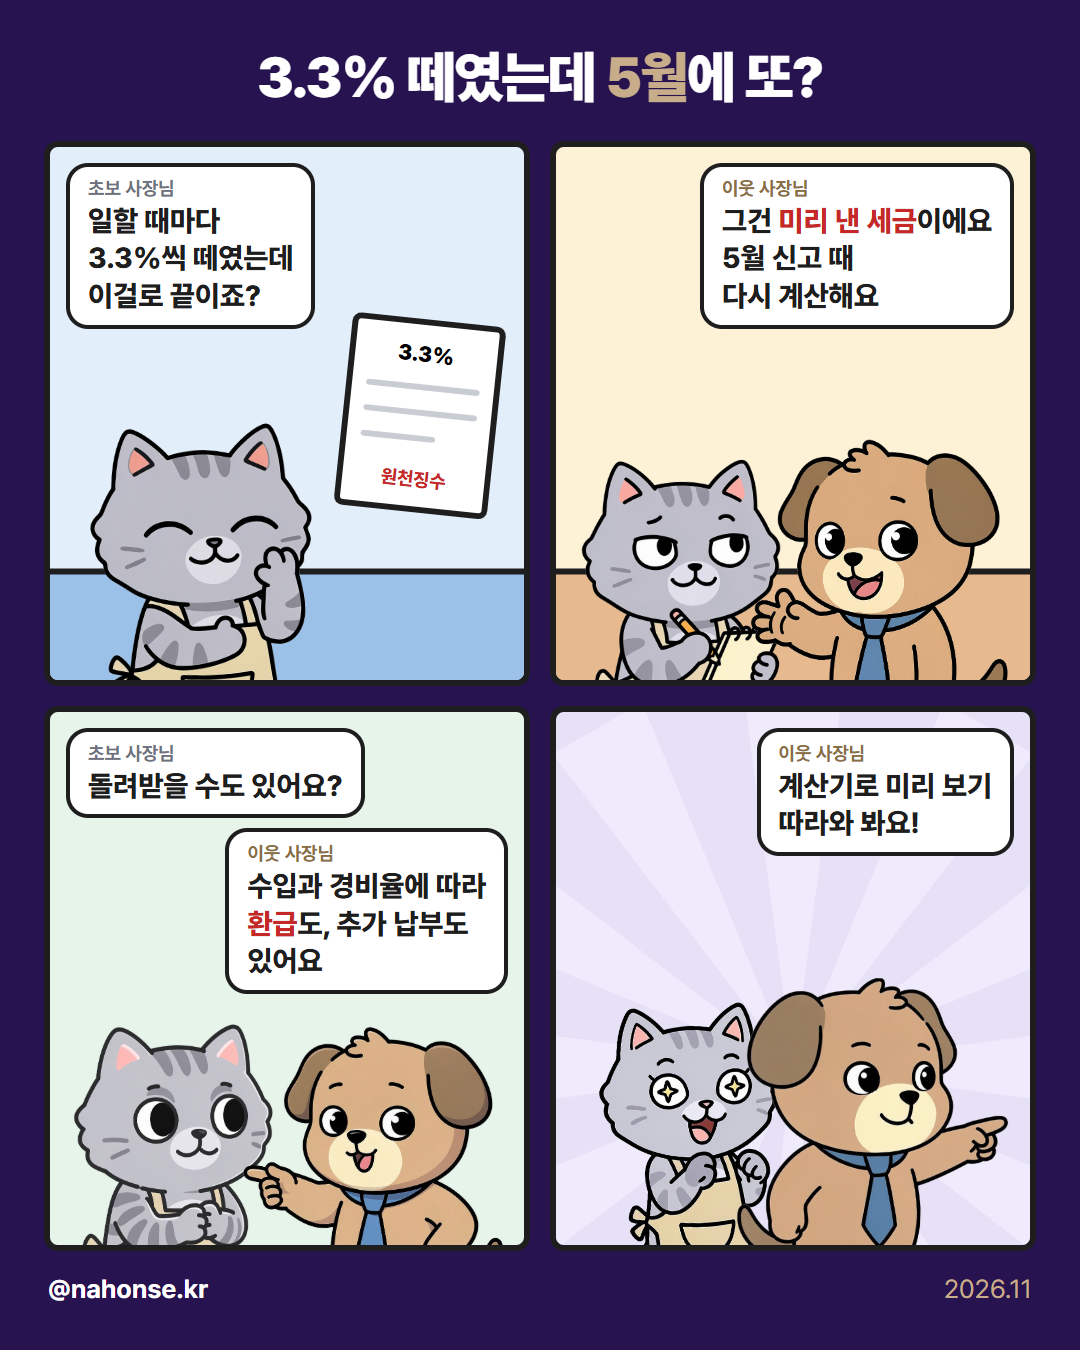 3.3% 떼였는데 5월에 또?
초보 사장님
일할 때마다
3.3%씩 떼였는데
이걸로 끝이죠?
3.3%
원천징수
이웃 사장님
그건 미리 낸 세금이에요
5월 신고 때
다시 계산해요
초보 사장님
돌려받을 수도 있어요?
이웃 사장님
수입과 경비율에 따라
환급도, 추가 납부도
있어요
이웃 사장님
계산기로 미리 보기
따라와 봐요!
@nahonse.kr
2026.11